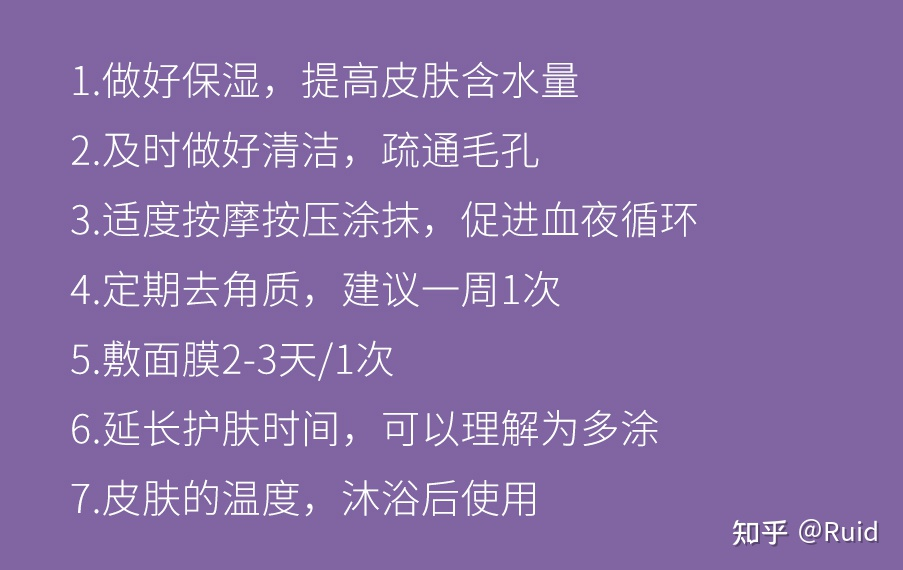 1.做好保湿，提高皮肤含水量
2.及时做好清洁，疏通毛孔
3.适度按摩按压涂抹，促进血夜循环
4.定期去角质，建议一周1次
5.敷面膜2-3天/1次
6.延长护肤时间，可以理解为多涂
7.皮肤的温度，沐浴后使用
知乎 @Ruid